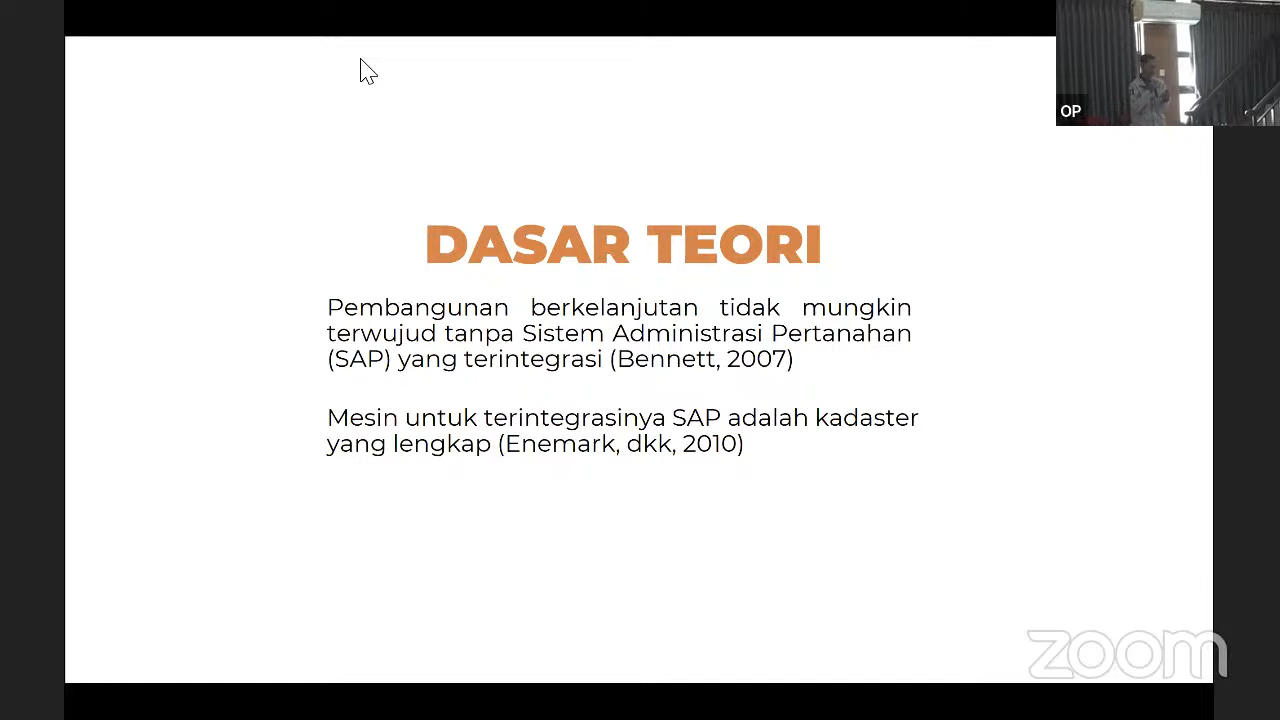 OP
DASAR TEORI
Pembangunan berkelanjutan tidak mungkin
terwujud tanpa Sistem Administrasi Pertanahan
(SAP) yang terintegrasi (Bennett, 2007)
Mesin untuk terintegrasinya SAP adalah kadaster
yang lengkap (Enemark, dkk, 2010)
zoom